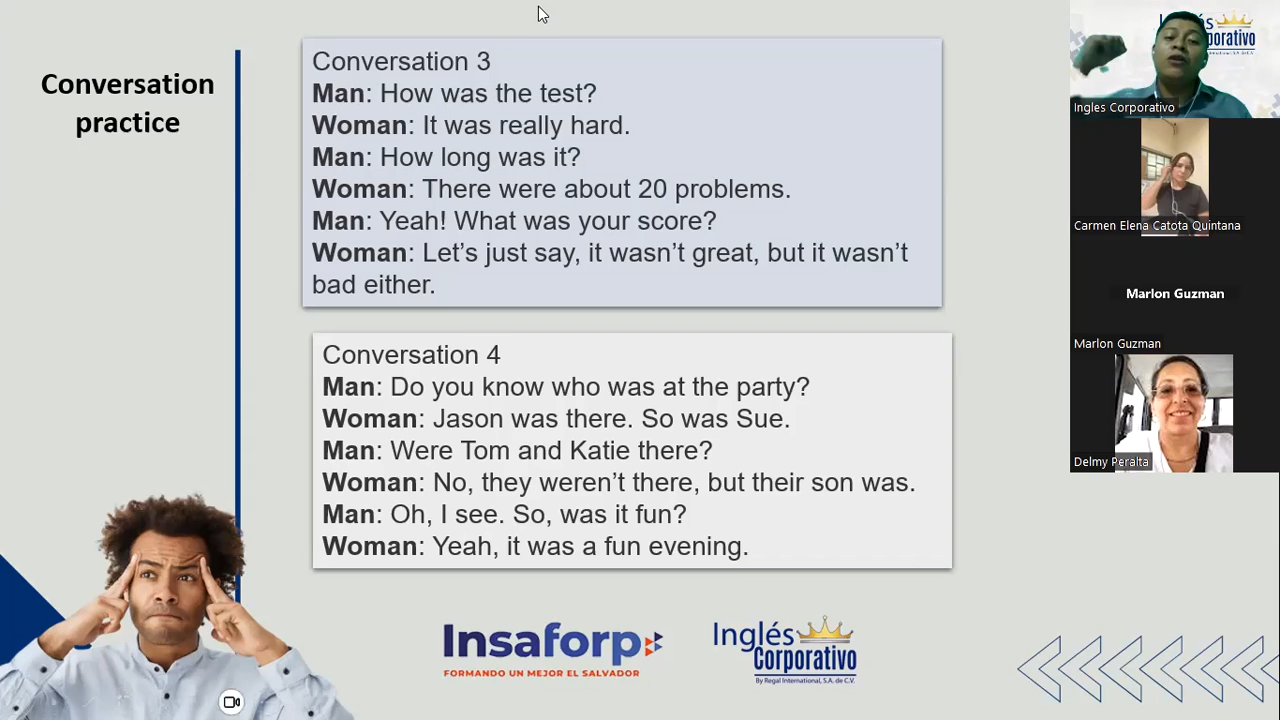 Conversation
practice
Conversation 3
Man: How was the test?
Woman: It was really hard.
Man: How long was it?
Woman: There were about 20 problems.
Man: Yeah! What was your score?
Woman: Let’s just say, it wasn’t great, but it wasn’t
bad either.
Conversation 4
Man: Do you know who was at the party?
Woman: Jason was there. So was Sue.
Man: Were Tom and Katie there?
Woman: No, they weren’t there, but their son was.
Man: Oh, I see. So, was it fun?
Woman: Yeah, it was a fun evening.
Insaforp
FORMANDO UN MEJOR EL SALVADOR
Inglés
Corporativo
By Regal International, S.A. de C.V.
Ingles Corporativo
Carmen Elena Catota Quintana
Marlon Guzman
Marlon Guzman
Delmy Peralta